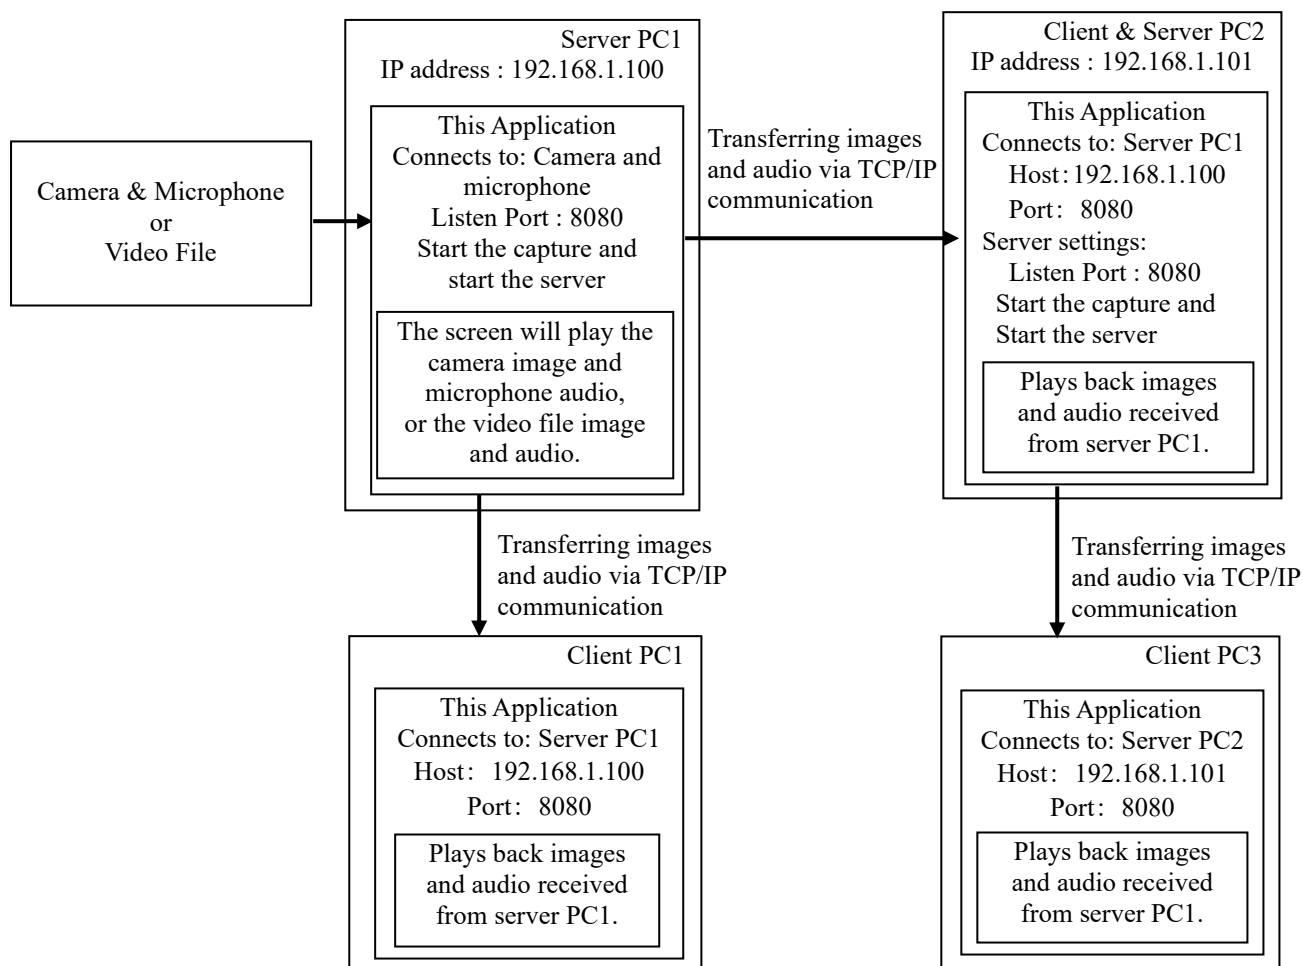 Camera & Microphone
or
Video File
Server PC1
IP address : 192.168.1.100
This Application
Connects to: Camera and
microphone
Listen Port : 8080
Start the capture and
start the server
The screen will play the
camera image and
microphone audio,
or the video file image
and audio.
Transferring images
and audio via TCP/IP
communication
Client & Server PC2
IP address : 192.168.1.101
This Application
Connects to: Server PC1
Host：192.168.1.100
Port： 8080
Server settings:
Listen Port : 8080
Start the capture and
Start the server
Plays back images
and audio received
from server PC1.
Transferring images
and audio via TCP/IP
communication
Client PC1
This Application
Connects to: Server PC1
Host： 192.168.1.100
Port： 8080
Plays back images
and audio received
from server PC1.
Transferring images
and audio via TCP/IP
communication
Client PC3
This Application
Connects to: Server PC2
Host： 192.168.1.101
Port： 8080
Plays back images
and audio received
from server PC1.